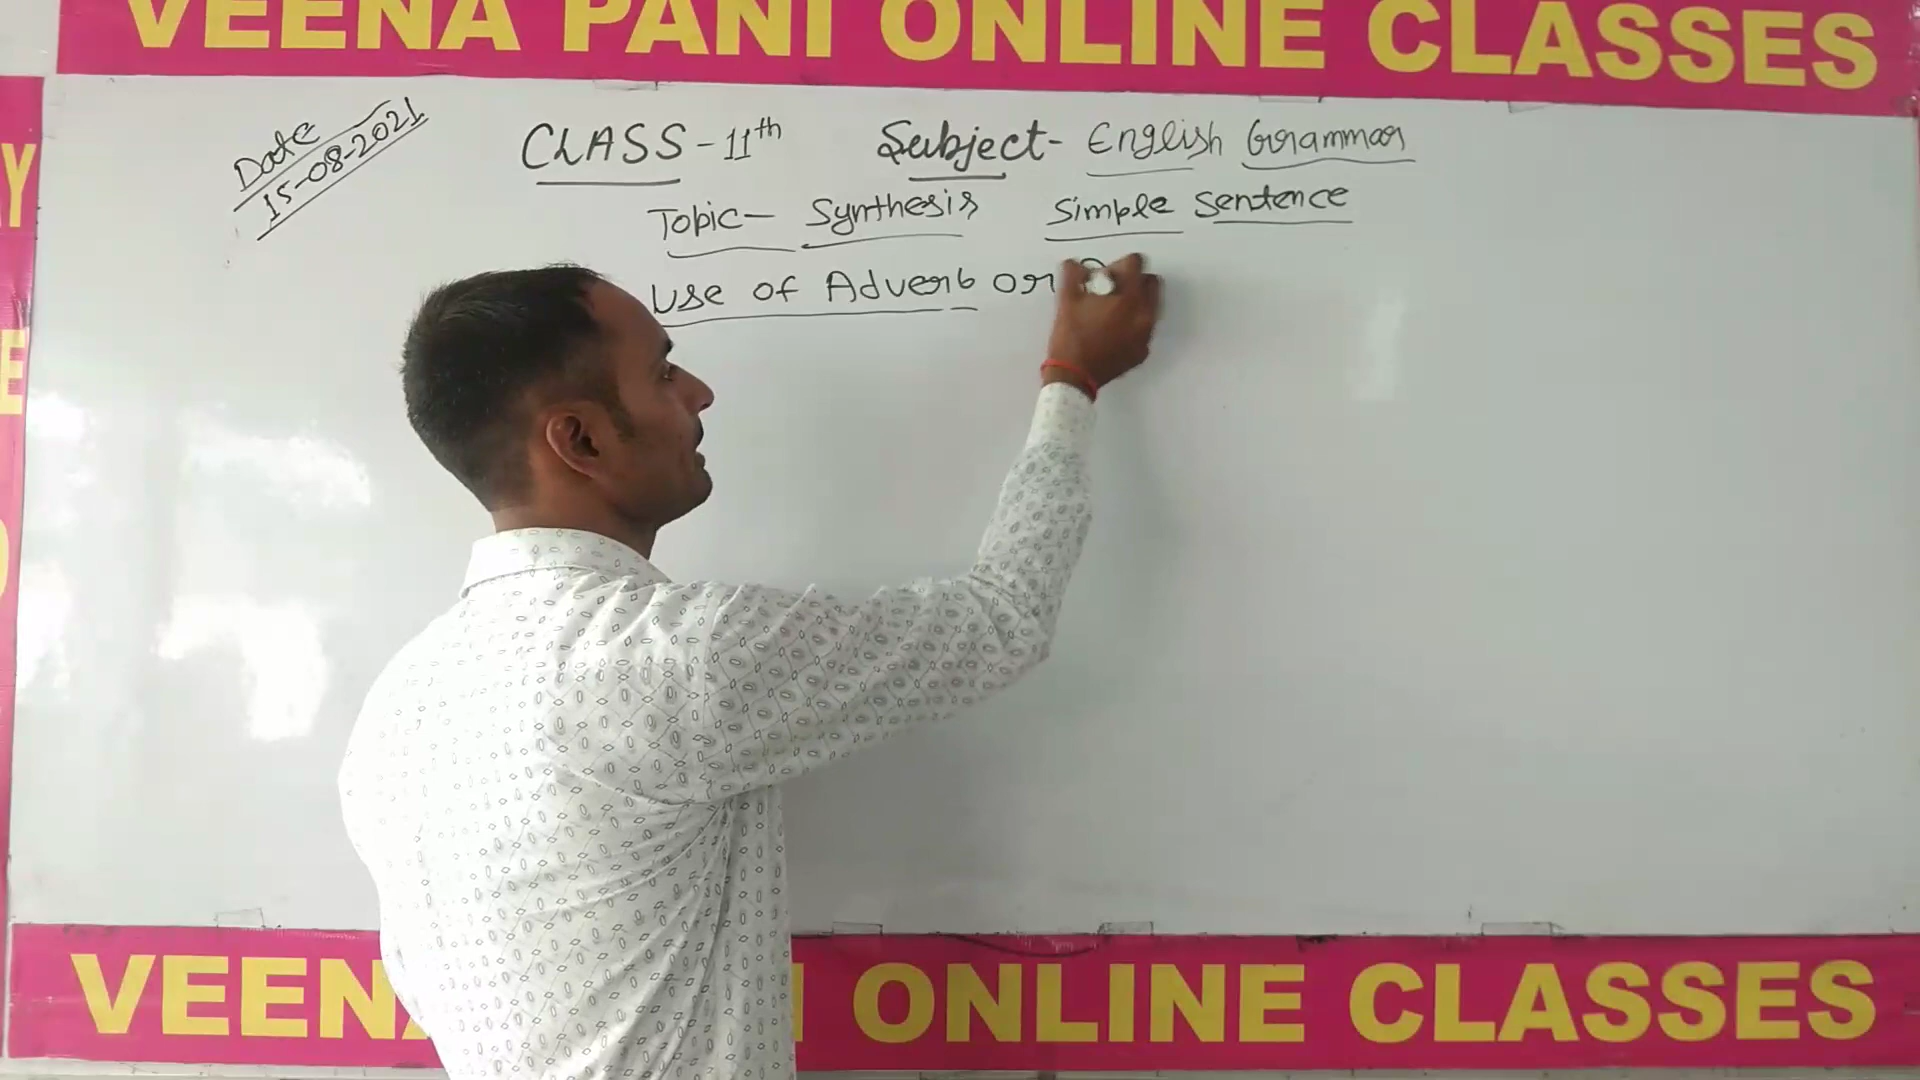 VEENA PANI ONLINE CLASSES
Date
15-08-2021
CLASS - 11th Subject - English Grammar
Topic - Synthesis Simple Sentence
Use of Adverb or
ONLINE CLASSES